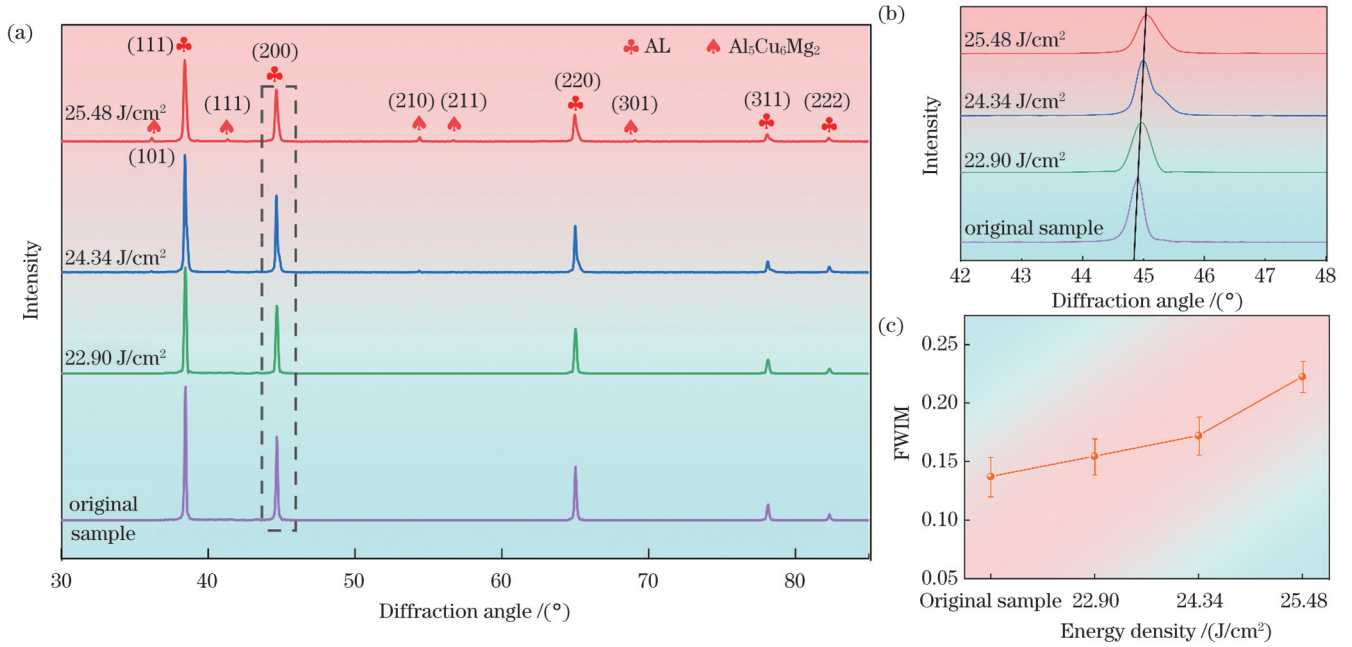 (a)
(111)
(200)
AL
Al₅Cu₆Mg₂
25.48 J/cm²
(111)
(210)
(211)
(220)
(301)
(311)
(222)
(101)
24.34 J/cm²
22.90 J/cm²
original
sample
Intensity
30
40
50
60
70
80
Diffraction angle /(°)
(b)
25.48 J/cm²
24.34 J/cm²
22.90 J/cm²
original sample
Intensity
42
43
44
45
46
47
48
Diffraction angle /(°)
(c)
0.25
0.20
0.15
0.10
0.05
FWIM
Original sample
22.90
24.34
25.48
Energy density /(J/cm²)